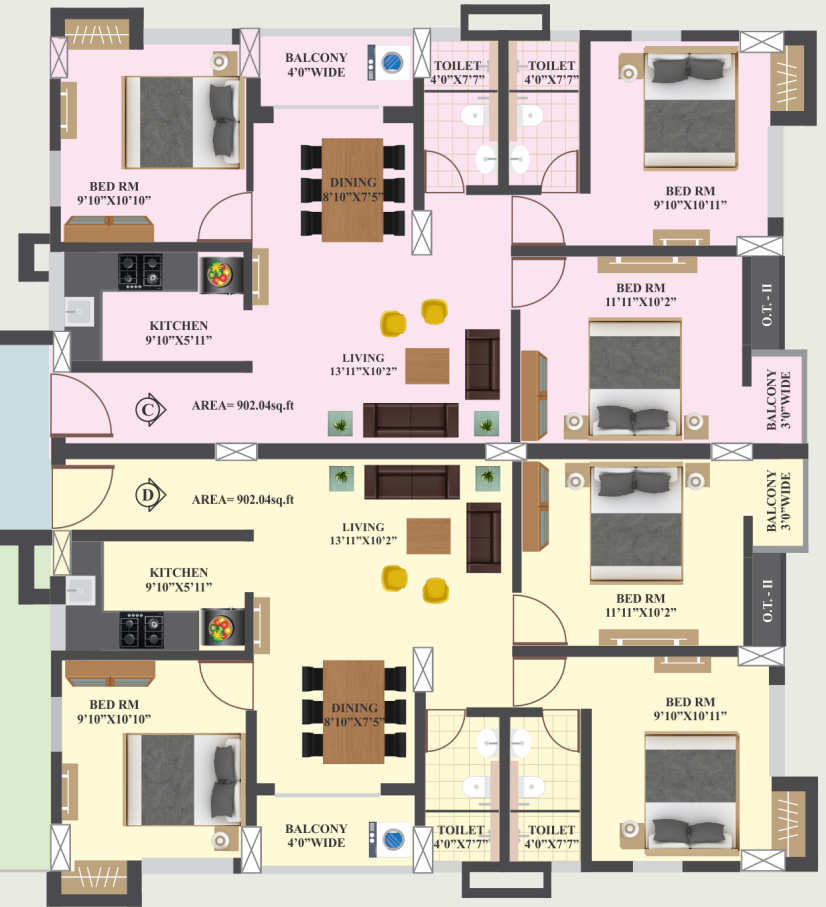 BALCONY
4'0"WIDE
TOILET
4'0"X7'7"
TOILET
4'0"X7'7"
BED RM
9'10"X10'10"
DINING
8'10"X7'5"
BED RM
9'10"X10'11"
BED RM
11'11"X10'2"
O.T.- II
KITCHEN
9'10"X5'11"
LIVING
13'11"X10'2"
BALCONY
3'0"WIDE
C
AREA= 902.04sq.ft
D
AREA= 902.04sq.ft
LIVING
13'11"X10'2"
BALCONY
3'0"WIDE
KITCHEN
9'10"X5'11"
BED RM
11'11"X10'2"
O.T.- II
BED RM
9'10"X10'10"
DINING
8'10"X7'5"
BED RM
9'10"X10'11"
BALCONY
4'0"WIDE
TOILET
4'0"X7'7"
TOILET
4'0"X7'7"